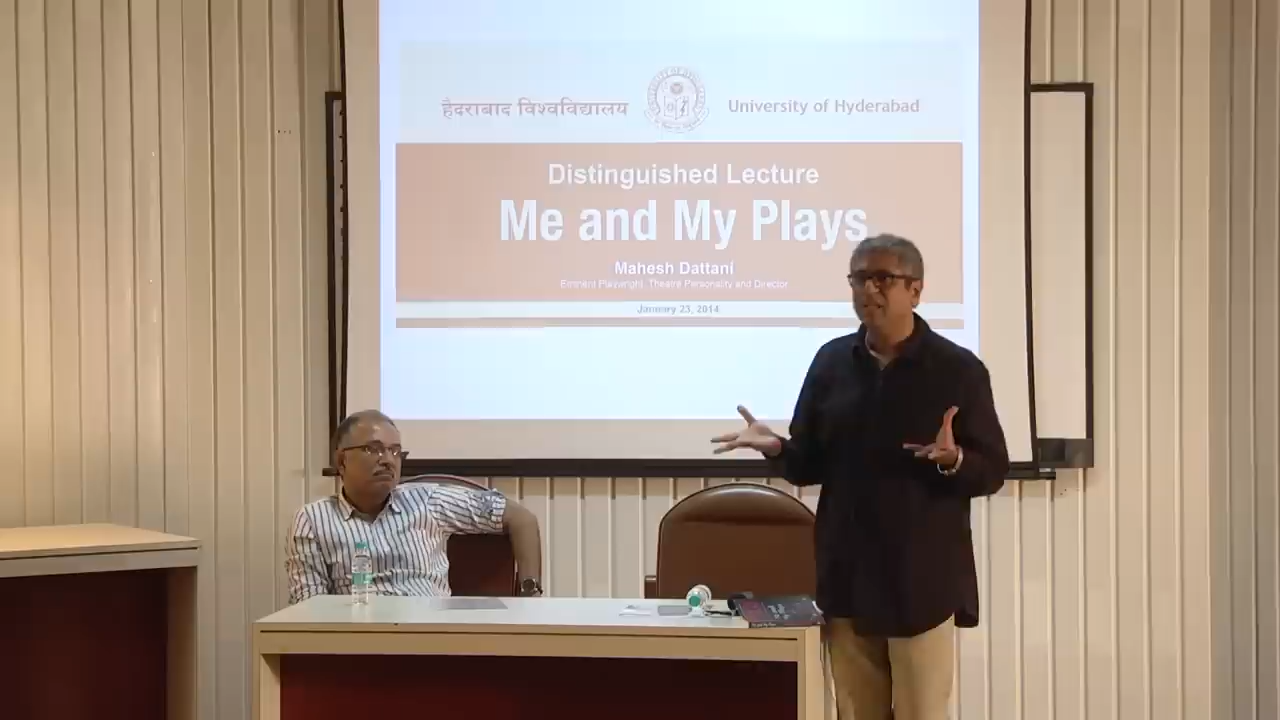 हैदराबाद विश्वविद्यालय
University of Hyderabad
Distinguished Lecture
Me and My Plays
Mahesh Dattani
Eminent Playwright, Theatre Personality and Director
January 23, 2014